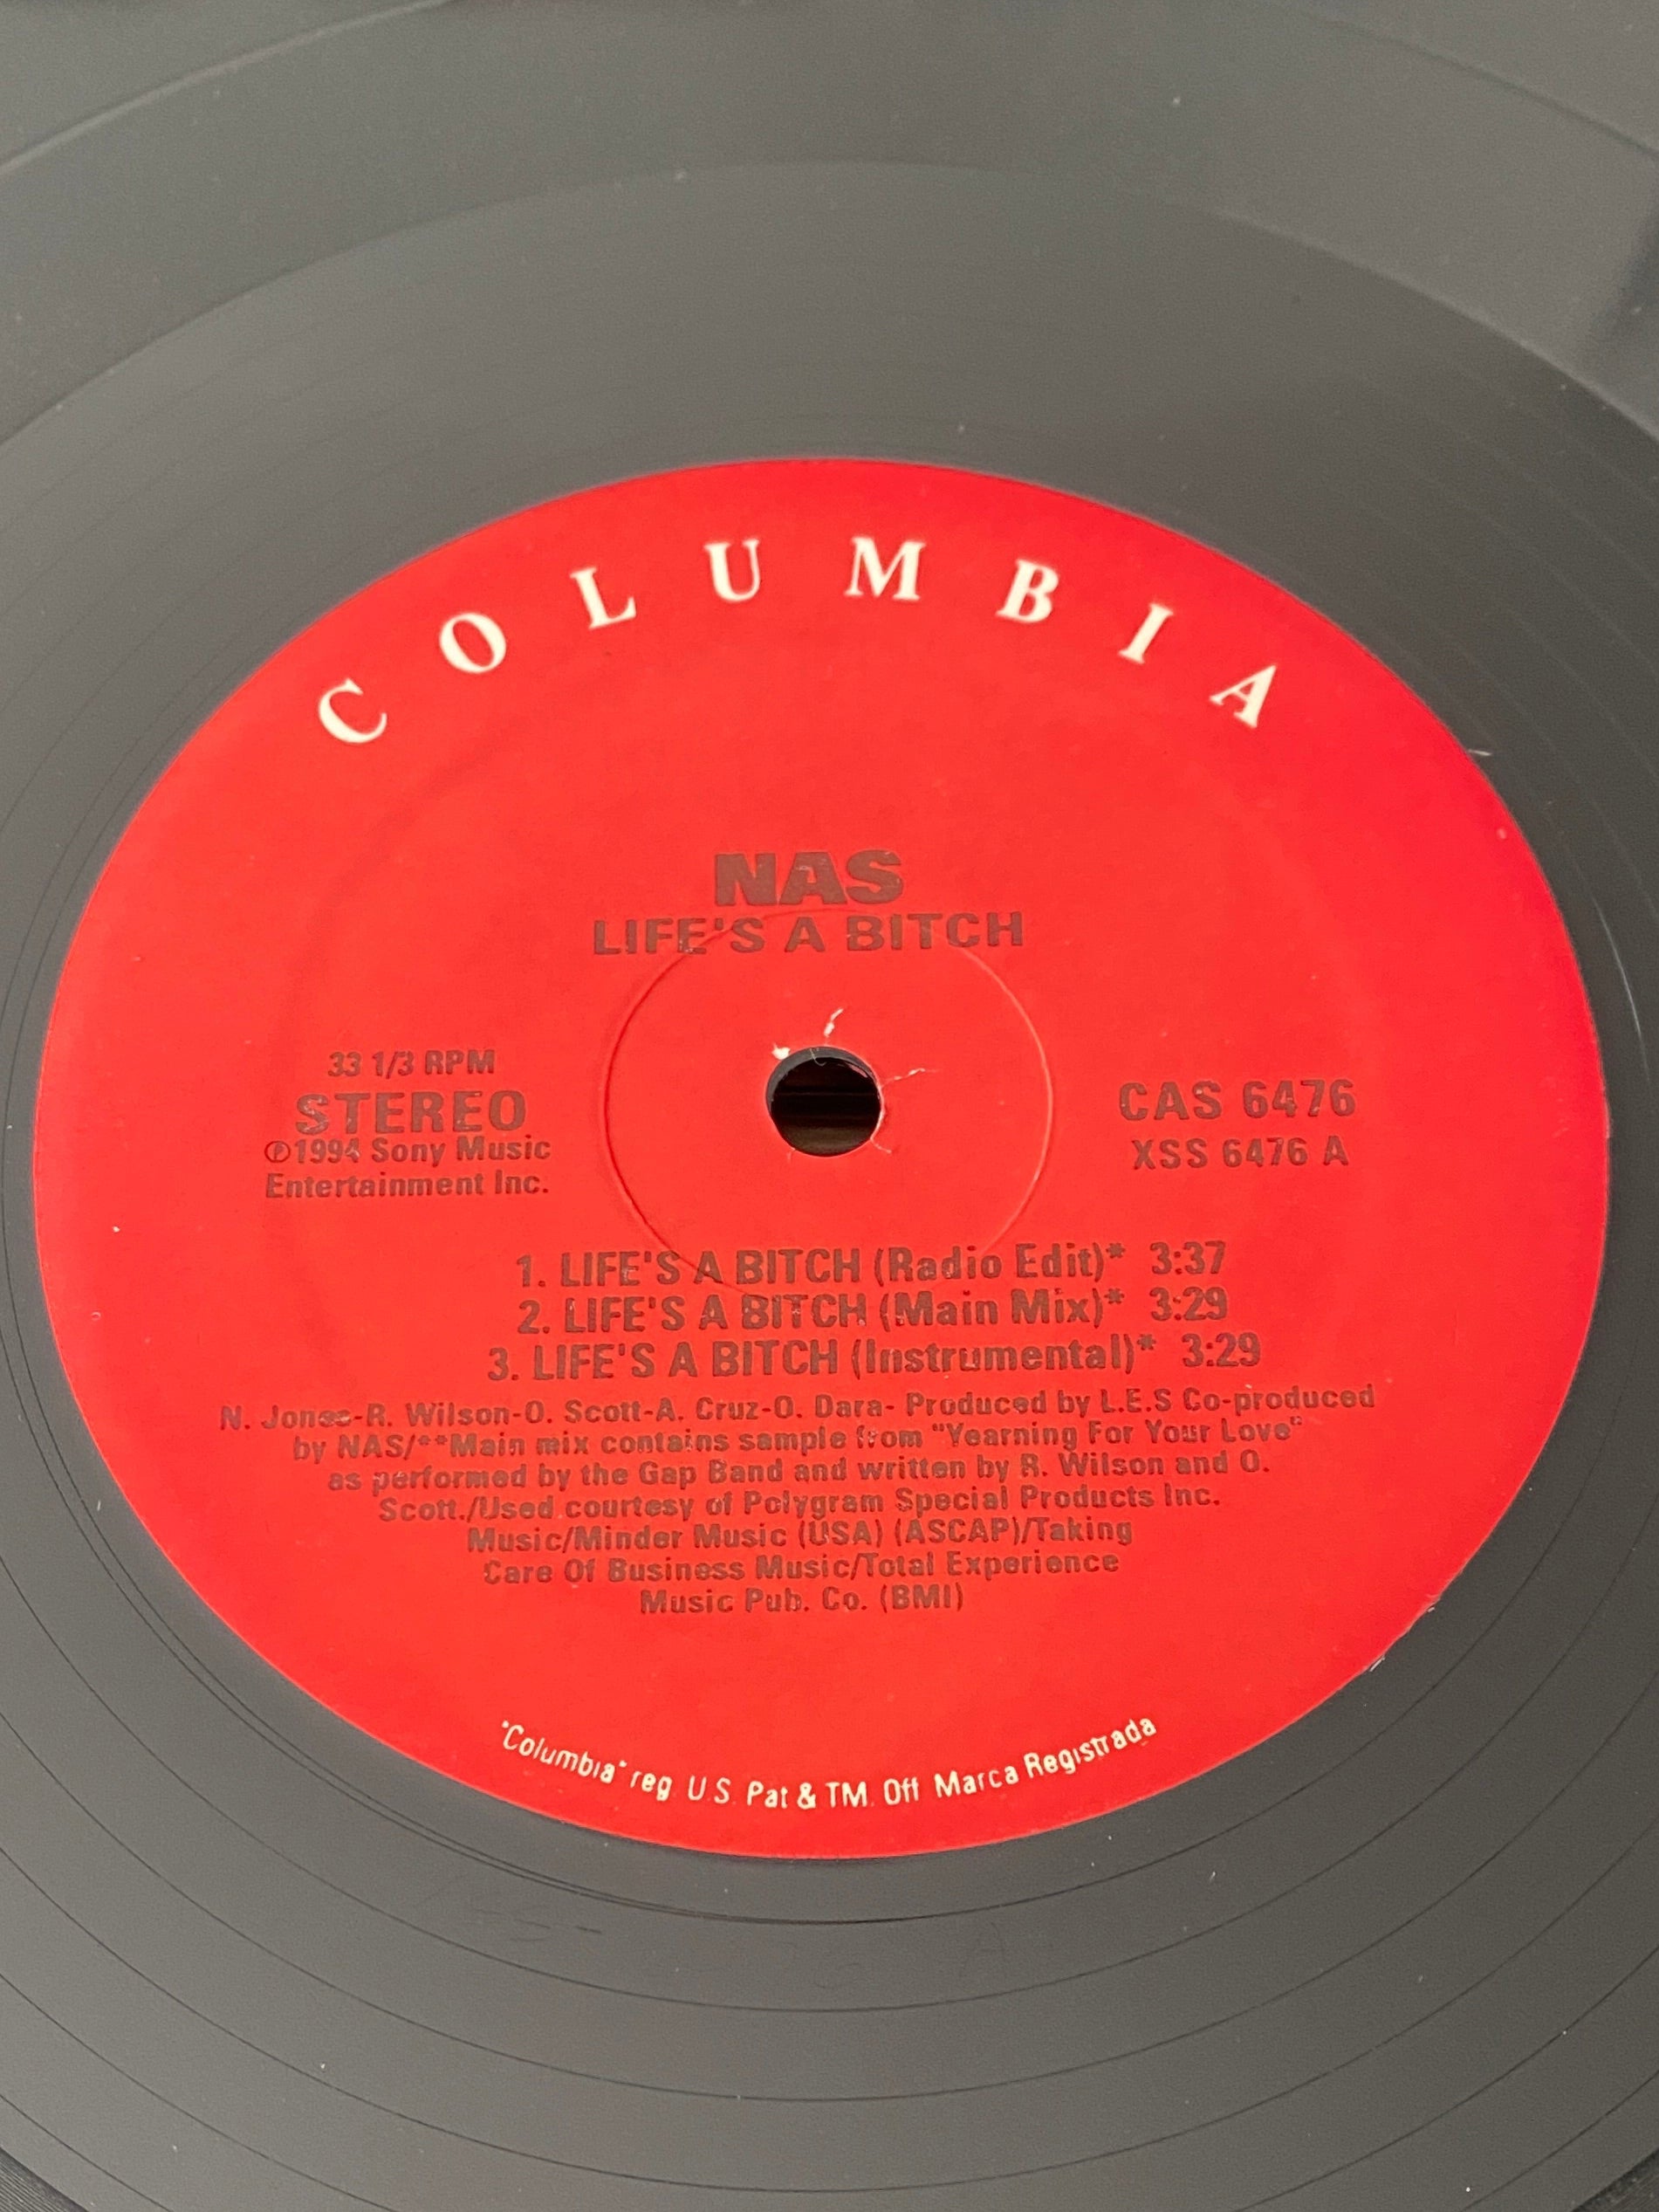 COLUMBIA
NAS
LIFE'S A BITCH
33 1/3 RPM
STEREO
℗1994 Sony Music
Entertainment Inc.
CAS 6476
XSS 6476 A
1. LIFE'S A BITCH (Radio Edit)* 3:37
2. LIFE'S A BITCH (Main Mix)* 3:29
3. LIFE'S A BITCH (Instrumental)* 3:29
N. Jones-R. Wilson-O. Scott-A. Cruz-O. Dara- Produced by L.E.S Co-produced
by NAS/**Main mix contains sample from "Yearning For Your Love"
as performed by the Gap Band and written by R. Wilson and O.
Scott./Used courtesy of Polygram Special Products Inc.
Music/Minder Music (USA) (ASCAP)/Taking
Care Of Business Music/Total Experience
Music Pub. Co. (BMI)
"Columbia" reg. U.S. Pat & TM. Off Marca Registrada